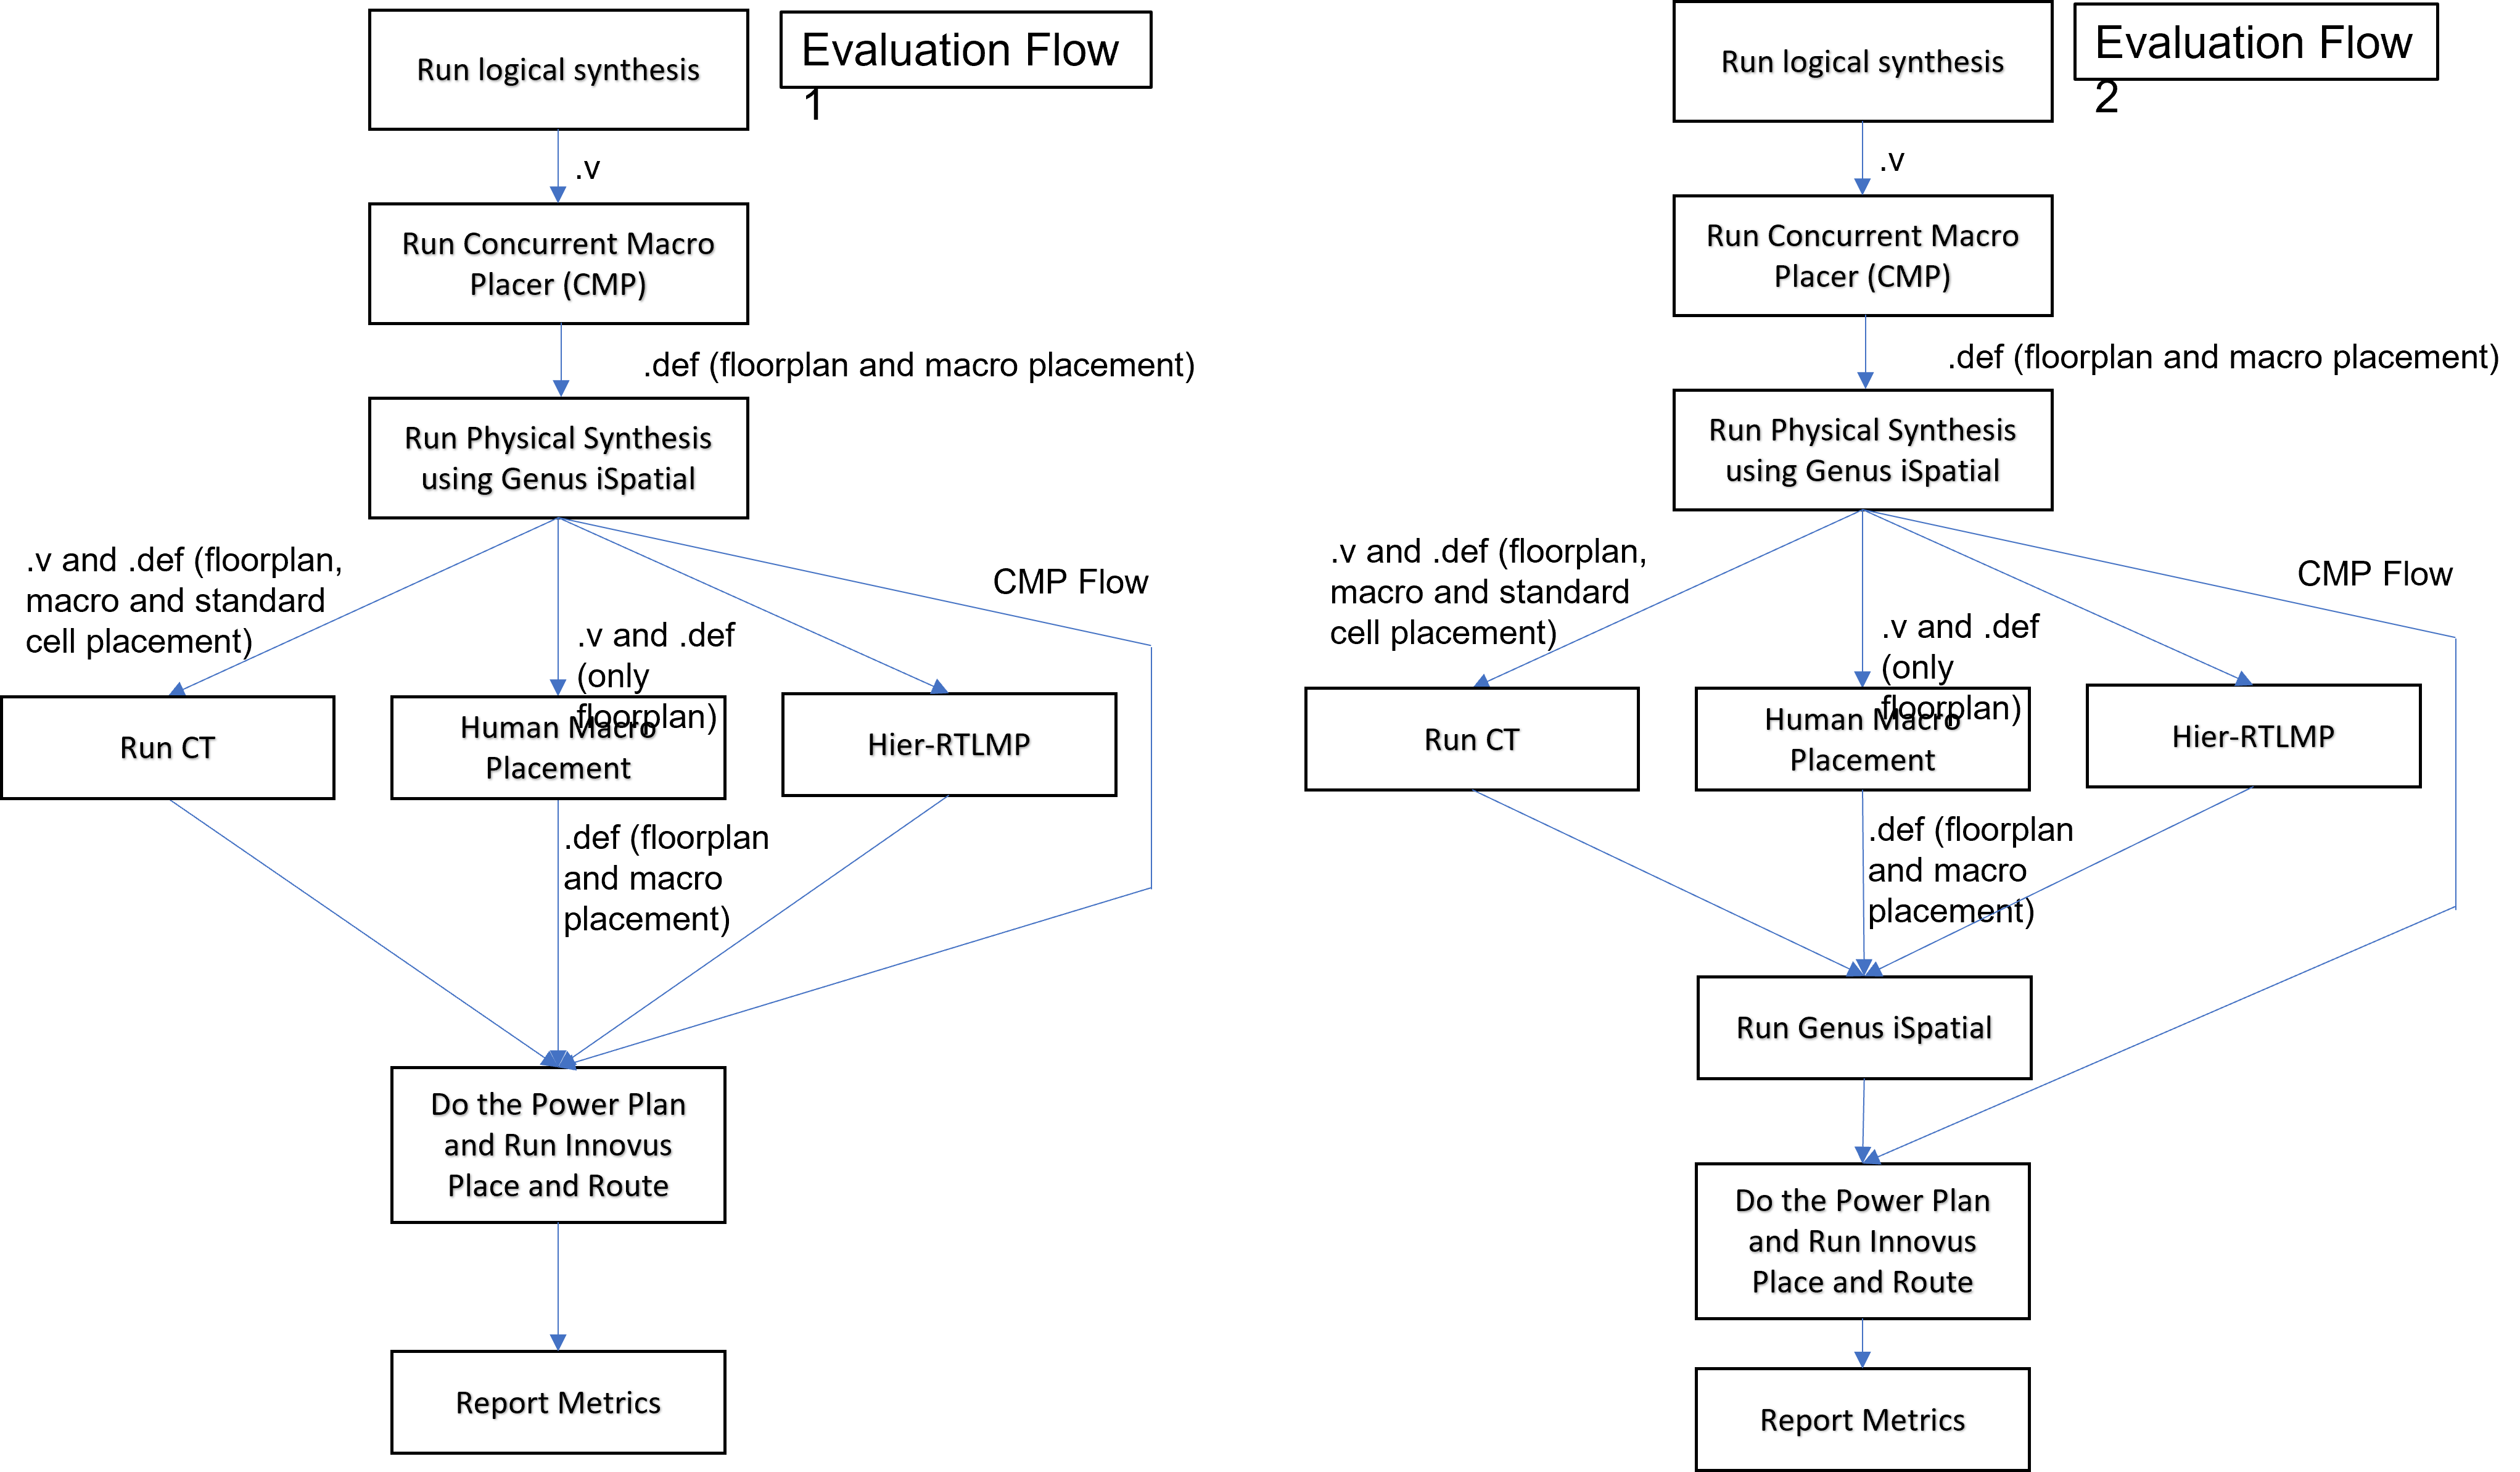 Run logical synthesis
Evaluation Flow
1
.v
Run Concurrent Macro
Placer (CMP)
.def (floorplan and macro placement)
Run Physical Synthesis
using Genus iSpatial
.v and .def (floorplan,
macro and standard
cell placement)
.v and .def
(only
floorplan)
CMP Flow
Run CT
Human Macro
Placement
Hier-RTLMP
.def (floorplan
and macro
placement)
Do the Power Plan
and Run Innovus
Place and Route
Report Metrics
Run logical synthesis
Evaluation Flow
2
.v
Run Concurrent Macro
Placer (CMP)
.def (floorplan and macro placement)
Run Physical Synthesis
using Genus iSpatial
.v and .def (floorplan,
macro and standard
cell placement)
.v and .def
(only
floorplan)
CMP Flow
Run CT
Human Macro
Placement
Hier-RTLMP
.def (floorplan
and macro
placement)
Run Genus iSpatial
Do the Power Plan
and Run Innovus
Place and Route
Report Metrics